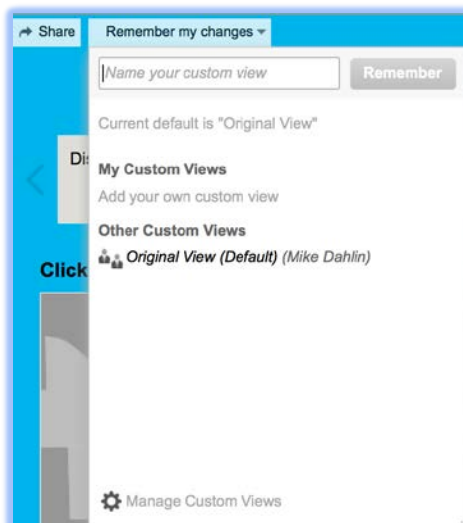 Share Remember my changes
Name your custom view Remember
Current default is "Original View"
Dis
My Custom Views
Add your own custom view
Other Custom Views
Original View (Default) (Mike Dahlin)
Click
Manage Custom Views